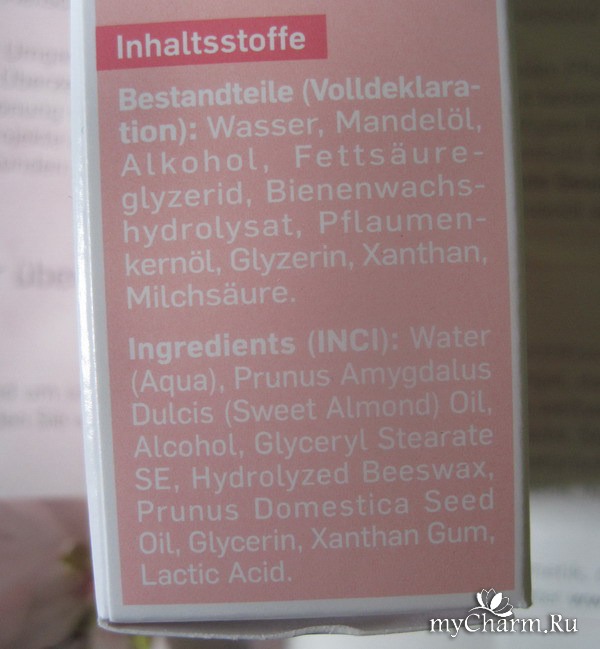 Inhaltsstoffe
Bestandteile (Volldeklara-
tion): Wasser, Mandelöl,
Alkohol, Fettsäure-
glyzerid, Bienenwachs-
hydrolysat, Pflaumen-
kernöl, Glyzerin, Xanthan,
Milchsäure.
Ingredients (INCI): Water
(Aqua), Prunus Amygdalus
Dulcis (Sweet Almond) Oil,
Alcohol, Glyceryl Stearate
SE, Hydrolyzed Beeswax,
Prunus Domestica Seed
Oil, Glycerin, Xanthan Gum,
Lactic Acid.
myCharm.Ru